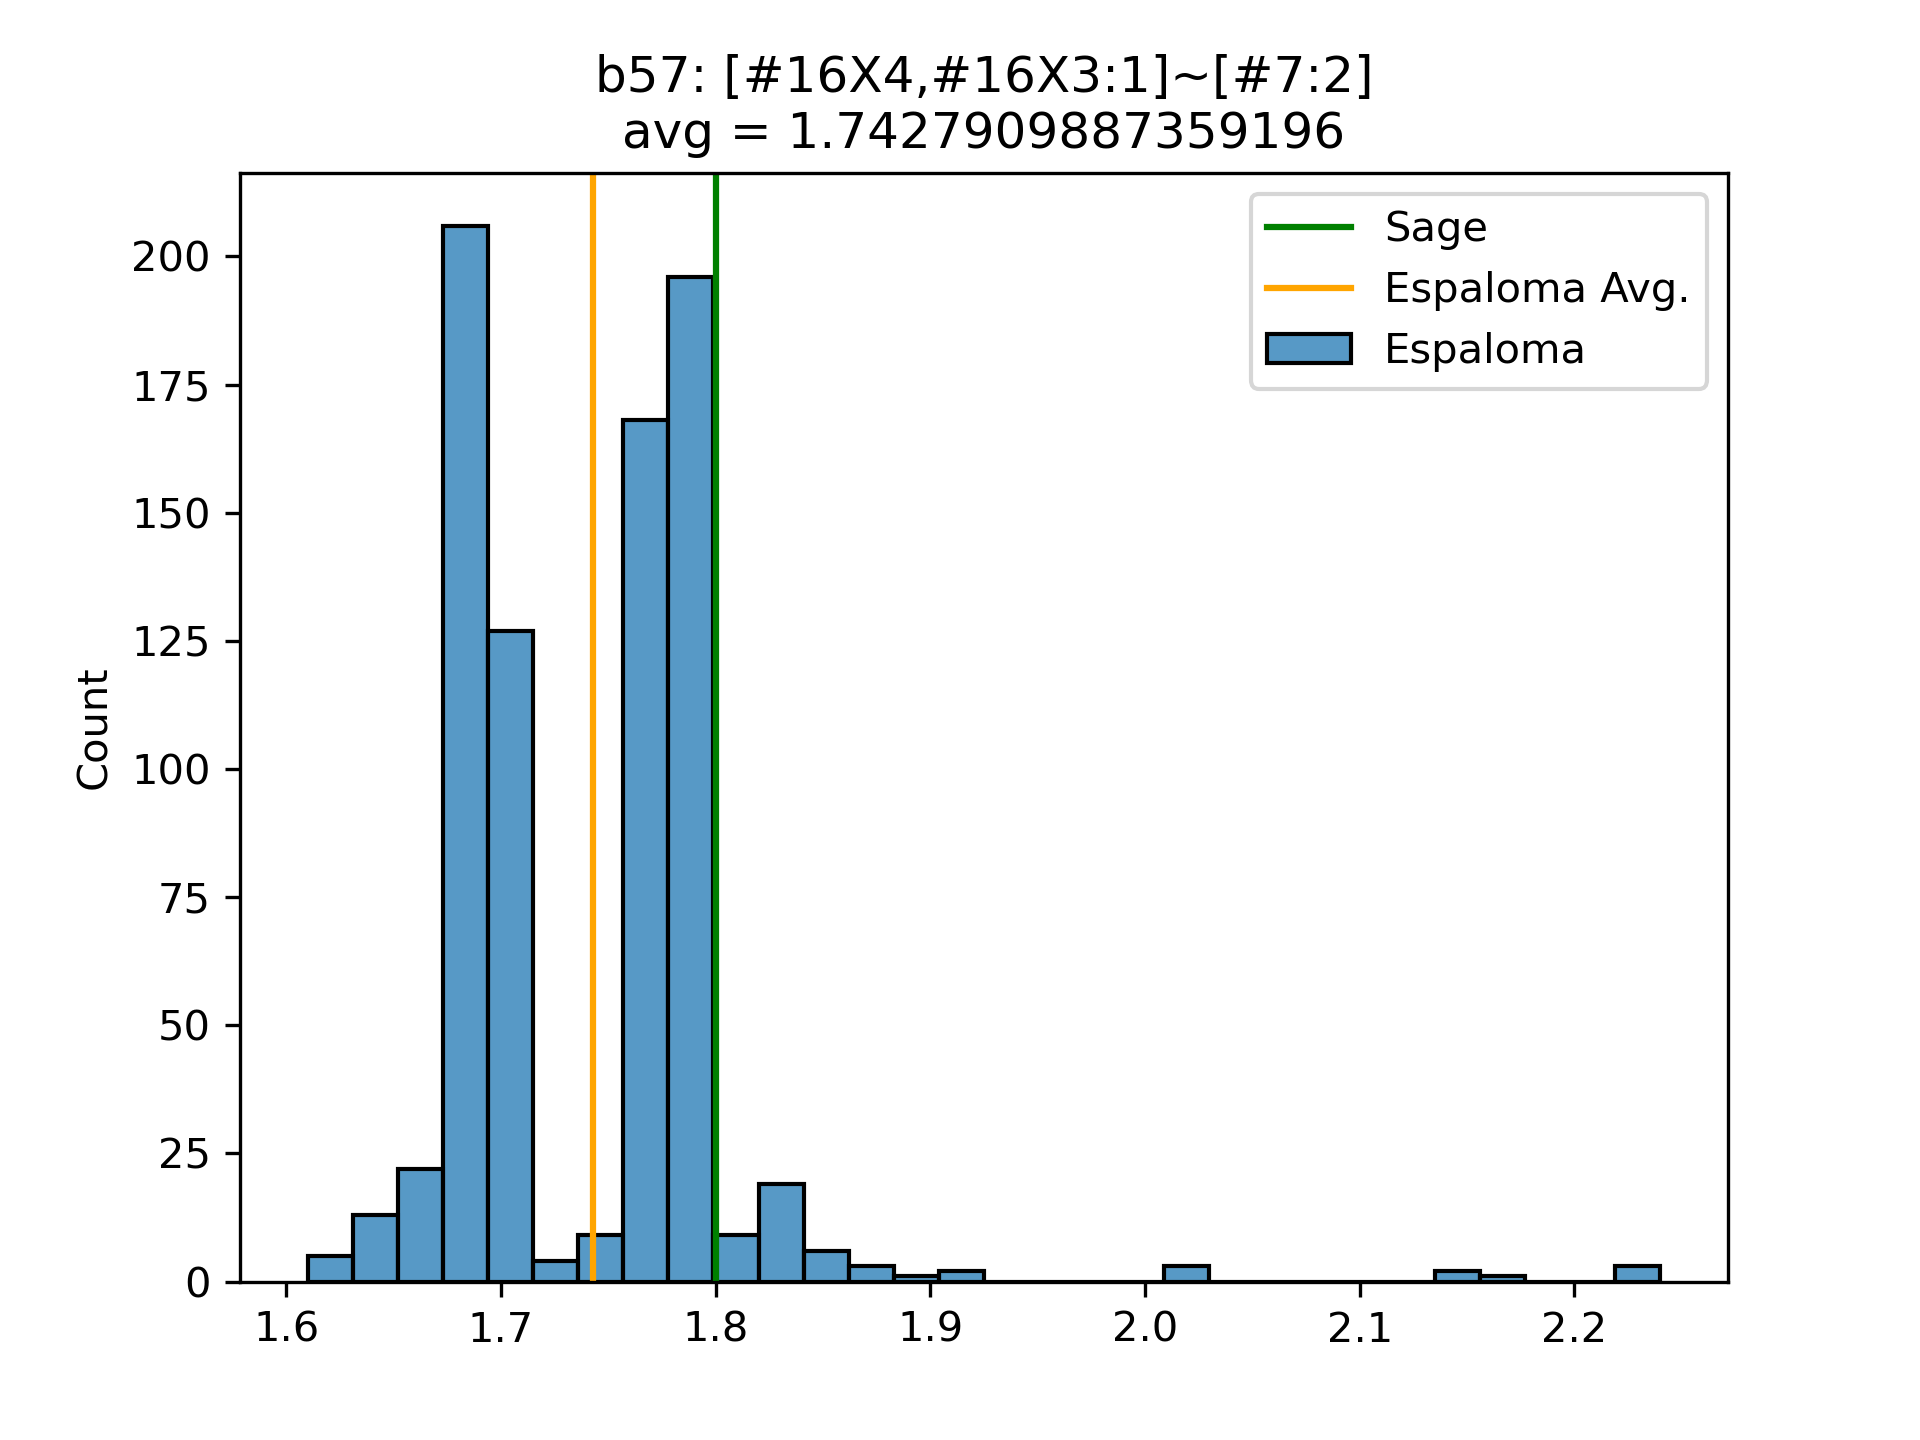 b57: [#16X4,#16X3:1]~[#7:2]
avg = 1.7427909887359196
Sage
Espaloma Avg.
Espaloma
Count
200
175
150
125
100
75
50
25
0
1.6 1.7 1.8 1.9 2.0 2.1 2.2